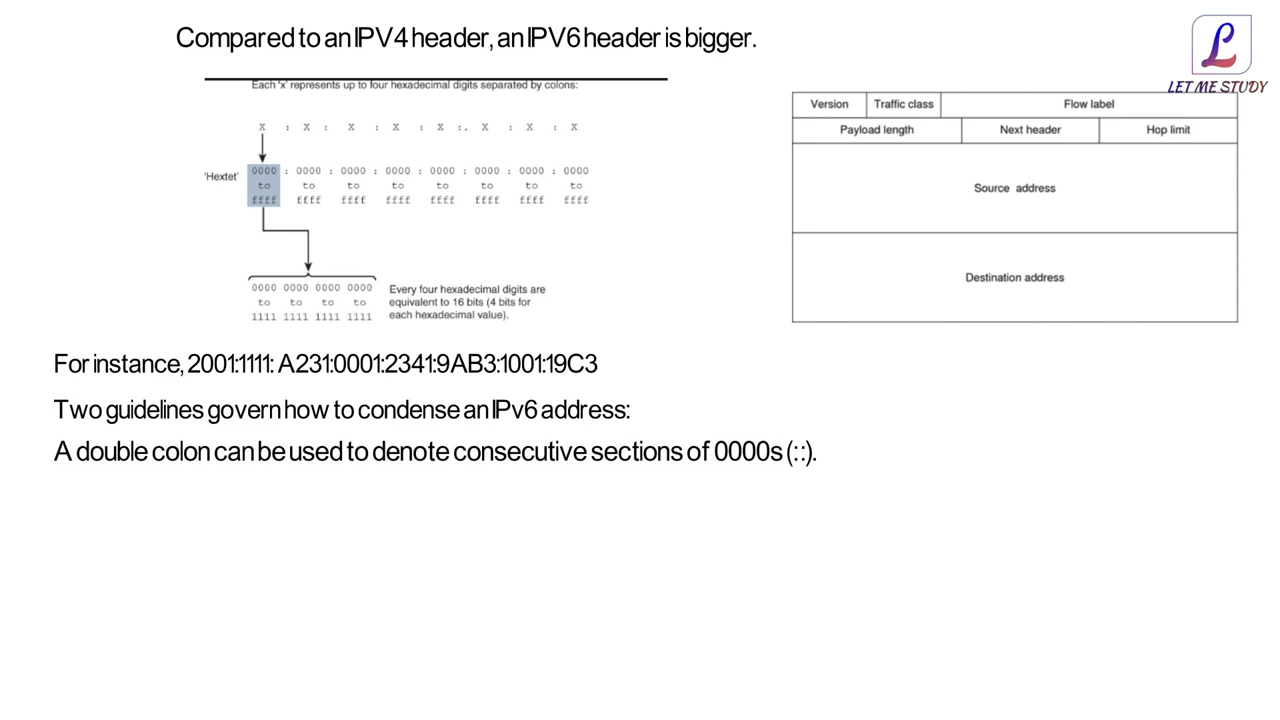 Compared to an IPV4 header, an IPV6 header is bigger.
L
LET ME STUDY
Each 'x' represents up to four hexadecimal digits separated by colons:
X : X : X : X : X :. X : X : X
'Hextet'
0000 : 0000 : 0000 : 0000 : 0000 : 0000 : 0000 : 0000
to to to to to to to to
ffff ffff ffff ffff ffff ffff ffff ffff
0000 0000 0000 0000
to to to to
1111 1111 1111 1111
Every four hexadecimal digits are
equivalent to 16 bits (4 bits for
each hexadecimal value).
Version Traffic class Flow label
Payload length Next header Hop limit
Source address
Destination address
For instance, 2001:1111: A231:0001:2341:9AB3:1001:19C3
Two guidelines govern how to condense an IPv6 address:
A double colon can be used to denote consecutive sections of 0000s (::).